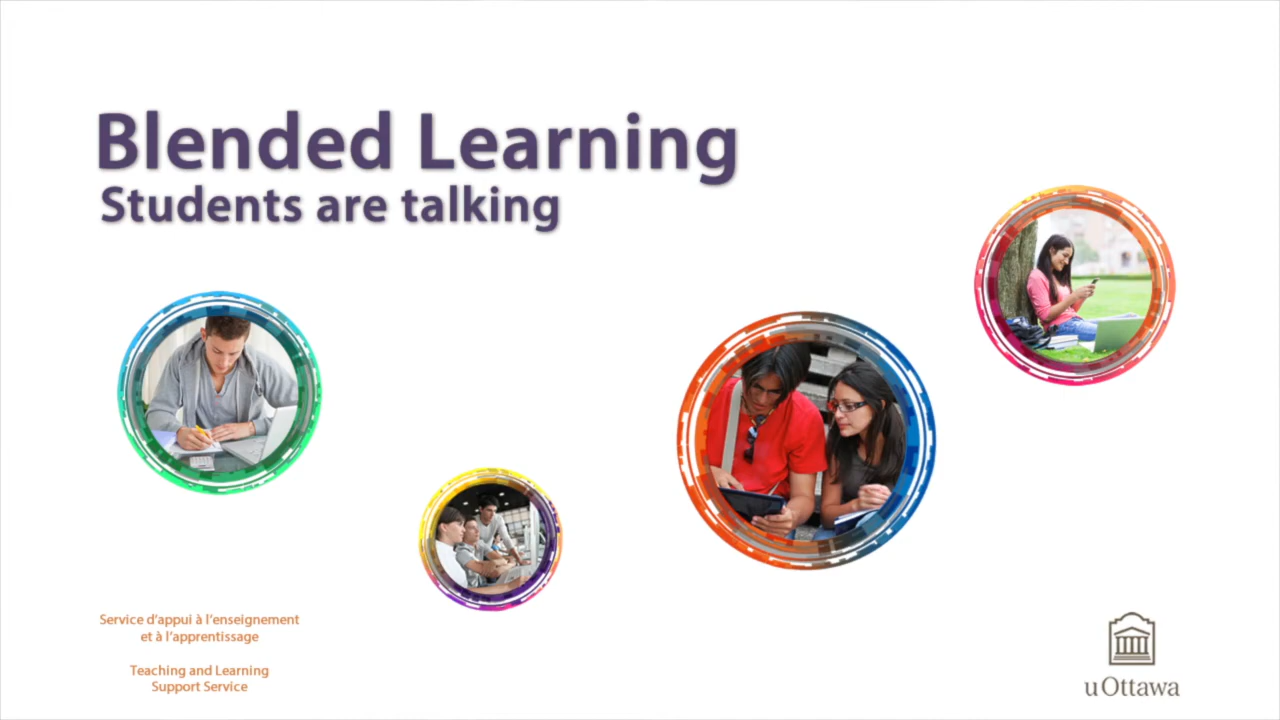 Blended Learning
Students are talking
Service d'appui à l'enseignement
et à l'apprentissage
Teaching and Learning
Support Service
uOttawa